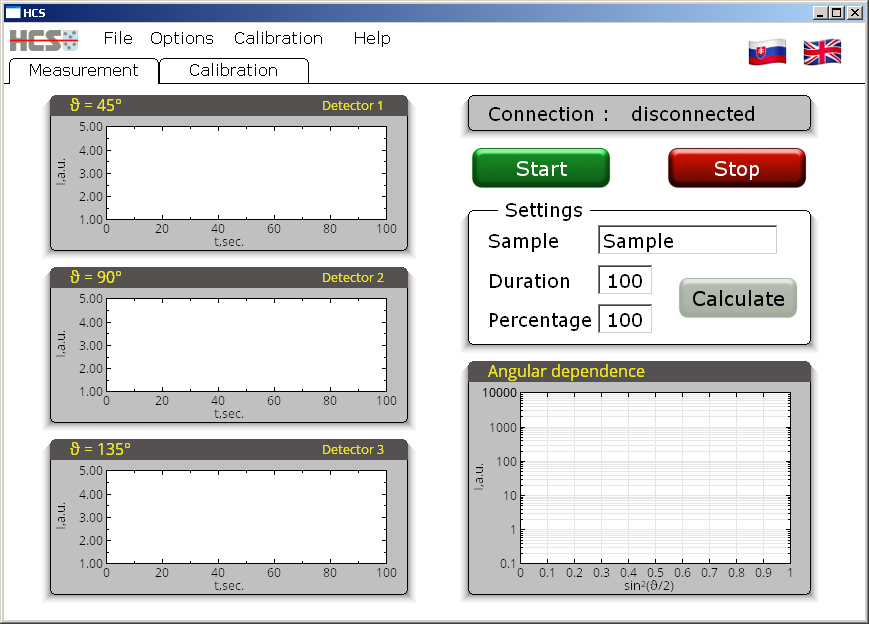 HCS
HCS
File Options Calibration Help
Measurement Calibration
ϑ = 45° Detector 1
5.00
4.00
3.00
2.00
1.00
I,a.u.
0 20 40 60 80 100
t,sec.
ϑ = 90° Detector 2
5.00
4.00
3.00
2.00
1.00
I,a.u.
0 20 40 60 80 100
t,sec.
ϑ = 135° Detector 3
5.00
4.00
3.00
2.00
1.00
I,a.u.
0 20 40 60 80 100
t,sec.
Connection : disconnected
Start Stop
Settings
Sample Sample
Duration 100
Percentage 100
Calculate
Angular dependence
10000
1000
100
10
1
0.1
I,a.u.
0 0.1 0.2 0.3 0.4 0.5 0.6 0.7 0.8 0.9 1
sin²(ϑ/2)